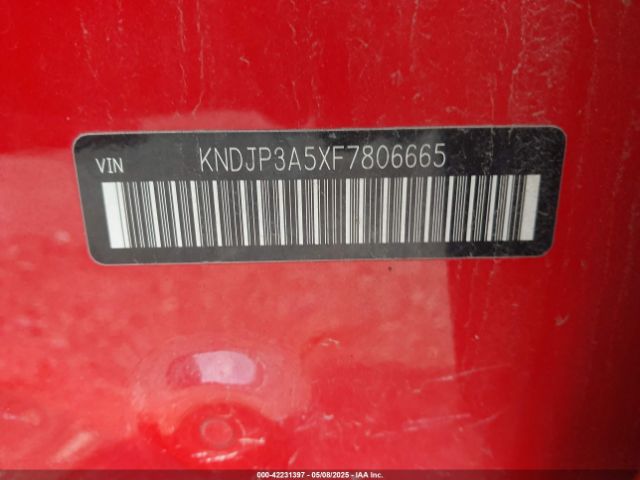 VIN KNDJP3A5XF7806665
000-42231397 - 05/08/2025 - IAA Inc.